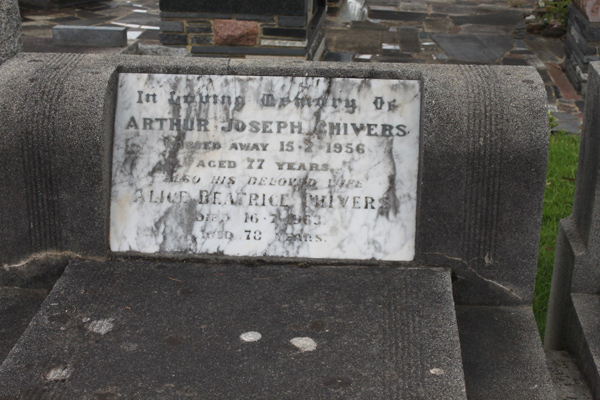 In Loving Memory Of
ARTHUR JOSEPH CHIVERS
PASSED AWAY 15-2-1956
AGED 77 YEARS
ALSO HIS BELOVED WIFE
ALICE BEATRICE CHIVERS
DIED 16-7-1963
AGED 78 YEARS.